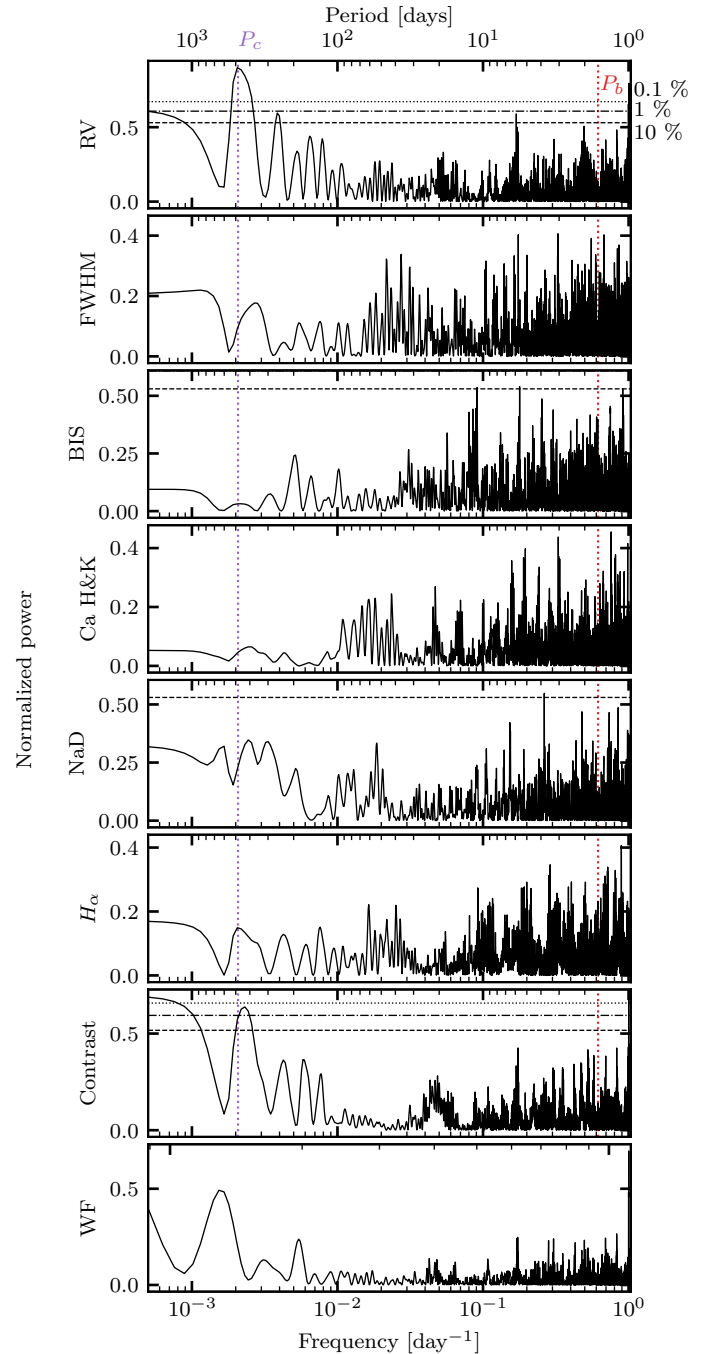 Period [days]
10³ 10² 10¹ 10⁰
P_c
P_b
0.1 %
1 %
10 %
RV
0.5
0.0
FWHM
0.4
0.2
0.0
BIS
0.50
0.25
0.00
Ca H&K
0.4
0.2
0.0
Normalized power
NaD
0.50
0.25
0.00
H_α
0.4
0.2
0.0
Contrast
0.5
0.0
WF
0.5
0.0
10⁻³ 10⁻² 10⁻¹ 10⁰
Frequency [day⁻¹]